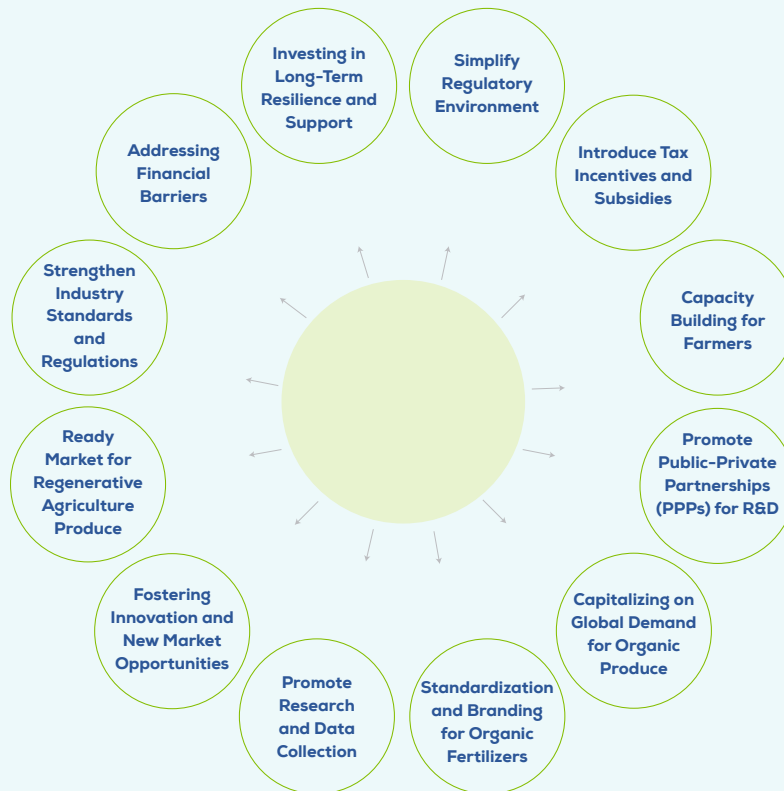 Investing in
Long-Term
Resilience and
Support
Simplify
Regulatory
Environment
Introduce Tax
Incentives and
Subsidies
Capacity
Building for
Farmers
Promote
Public-Private
Partnerships
(PPPs) for R&D
Capitalizing on
Global Demand
for Organic
Produce
Standardization
and Branding
for Organic
Fertilizers
Promote
Research
and Data
Collection
Fostering
Innovation and
New Market
Opportunities
Ready
Market for
Regenerative
Agriculture
Produce
Strengthen
Industry
Standards
and
Regulations
Addressing
Financial
Barriers